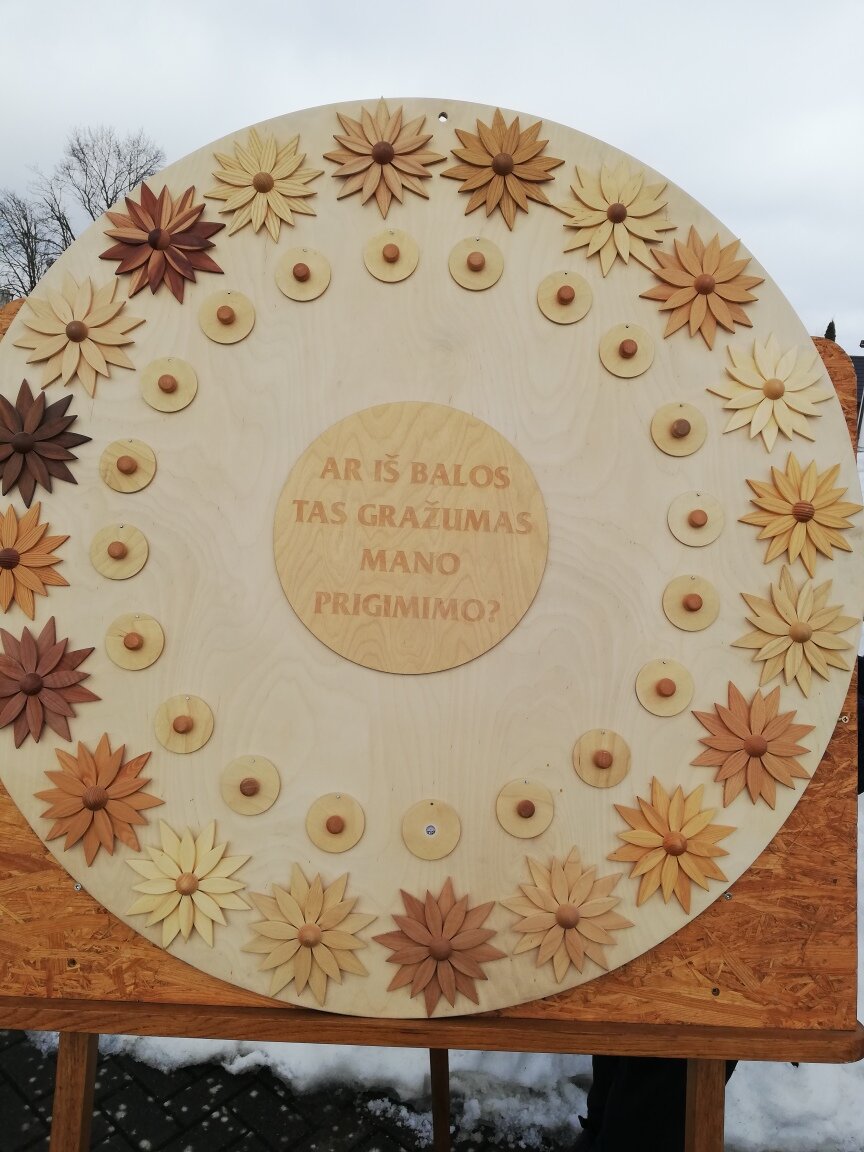 AR IŠ BALOS
TAS GRAŽUMAS
MANO
PRIGIMIMO?